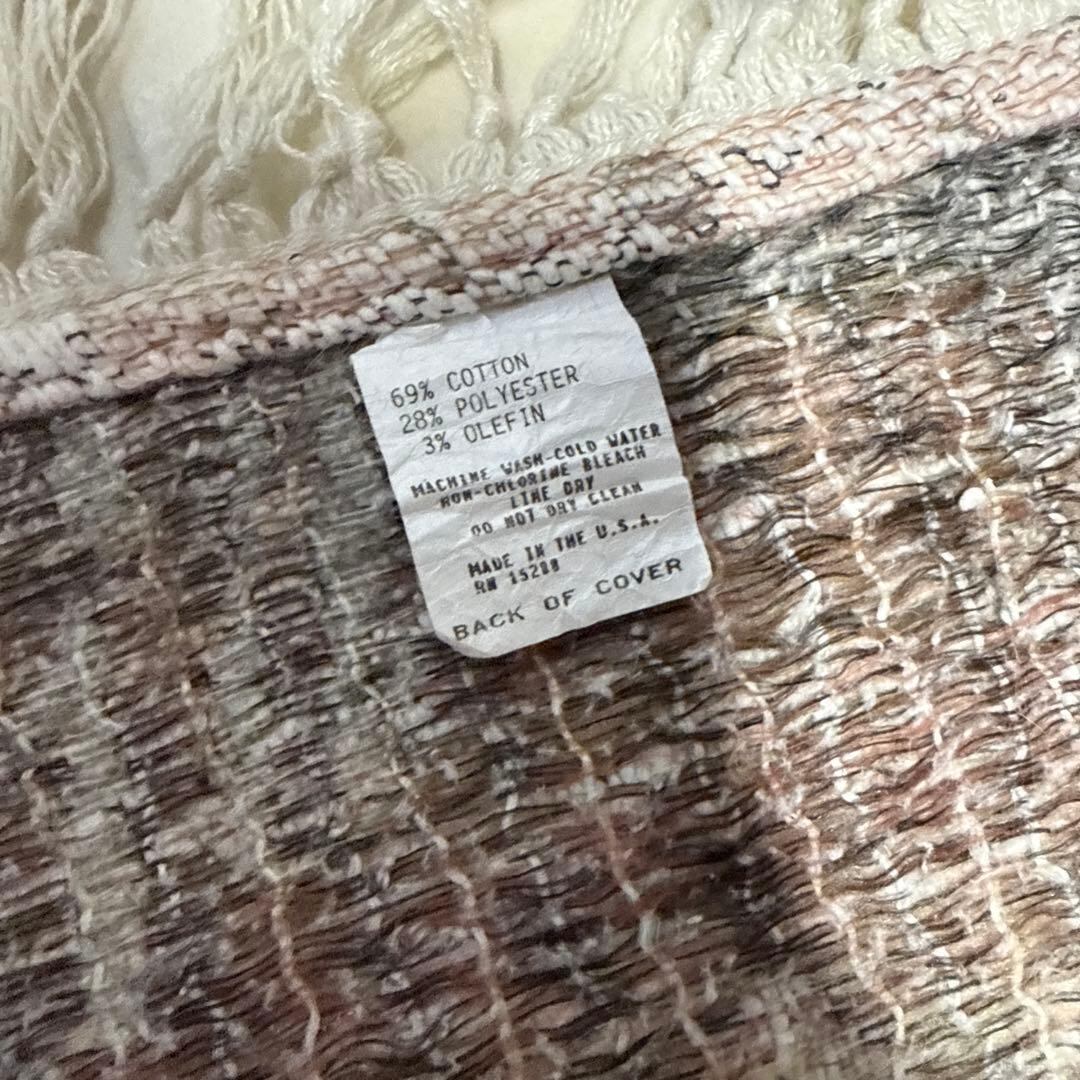 69% COTTON
28% POLYESTER
3% OLEFIN
MACHINE WASH-COLD WATER
NON-CHLORINE BLEACH
LINE DRY
DO NOT DRY CLEAN
MADE IN THE U.S.A.
RN
BACK OF COVER